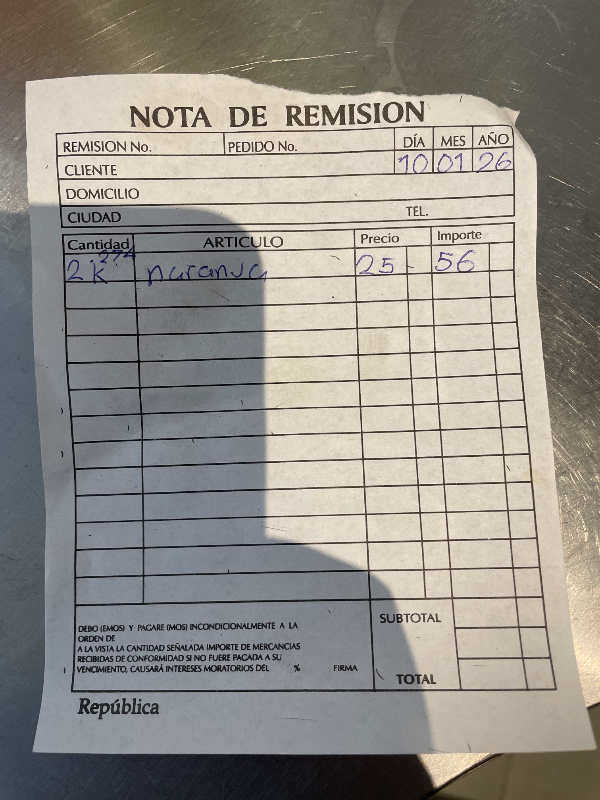 NOTA DE REMISION
REMISION No. PEDIDO No. DÍA MES AÑO
CLIENTE 10 01 26
DOMICILIO
CIUDAD TEL.
Cantidad ARTICULO Precio Importe
2.274 k naranja 25 - 56
DEBO (EMOS) Y PAGARE (MOS) INCONDICIONALMENTE A LA
ORDEN DE
A LA VISTA LA CANTIDAD SEÑALADA IMPORTE DE MERCANCIAS
RECIBIDAS DE CONFORMIDAD SI NO FUERE PAGADA A SU
VENCIMIENTO, CAUSARÁ INTERESES MORATORIOS DEL % FIRMA
SUBTOTAL
TOTAL
República